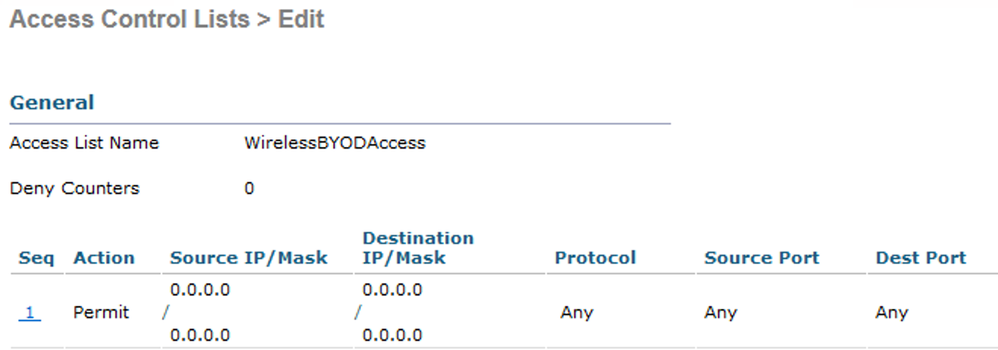 Access Control Lists > Edit
General
Access List Name WirelessBYODAccess
Deny Counters 0
Seq Action Source IP/Mask Destination IP/Mask Protocol Source Port Dest Port
1 Permit 0.0.0.0 / 0.0.0.0 0.0.0.0 / 0.0.0.0 Any Any Any